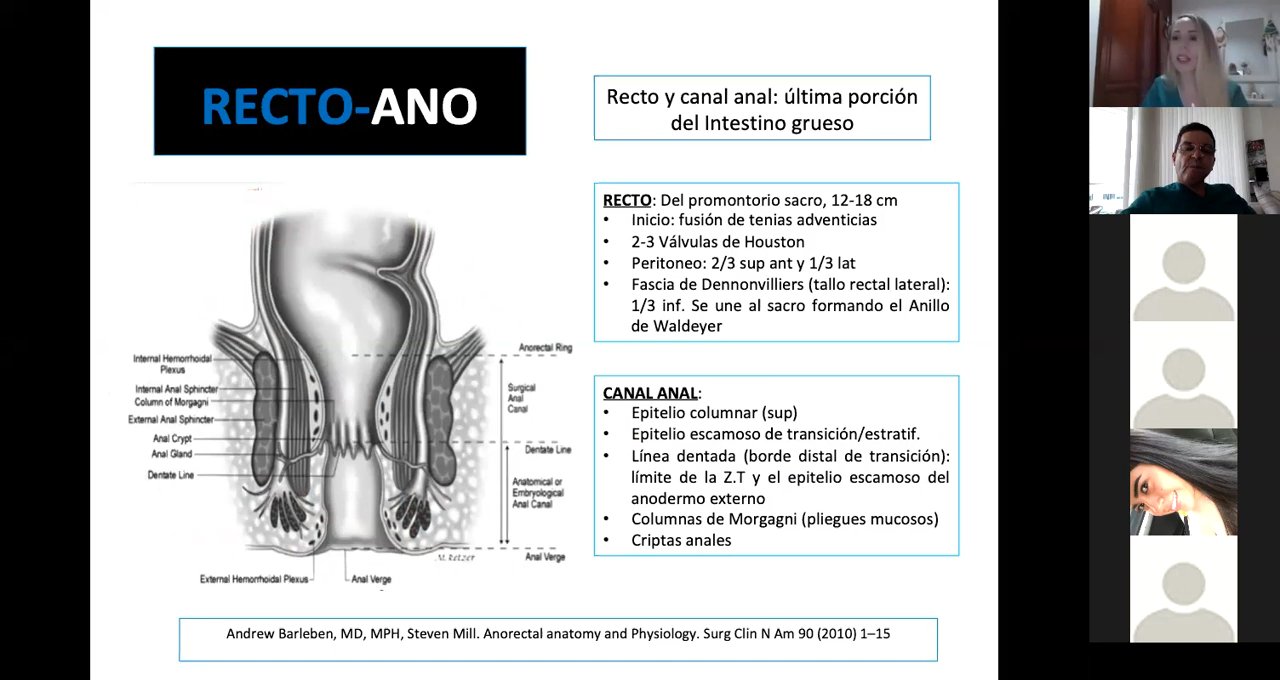 RECTO-ANO
Recto y canal anal: última porción
del Intestino grueso
RECTO: Del promontorio sacro, 12-18 cm
• Inicio: fusión de tenias adventicias
• 2-3 Válvulas de Houston
• Peritoneo: 2/3 sup ant y 1/3 lat
• Fascia de Dennonvilliers (tallo rectal lateral):
1/3 inf. Se une al sacro formando el Anillo
de Waldeyer
CANAL ANAL:
• Epitelio columnar (sup)
• Epitelio escamoso de transición/estratif.
• Línea dentada (borde distal de transición):
límite de la Z.T y el epitelio escamoso del
anodermo externo
• Columnas de Morgagni (pliegues mucosos)
• Criptas anales
Internal Hemorrhoidal
Plexus
Internal Anal Sphincter
Column of Morgagni
External Anal Sphincter
Anal Crypt
Anal Gland
Dentate Line
External Hemorrhoidal Plexus
Anal Verge
Anorectal Ring
Surgical
Anal
Canal
Dentate Line
Anatomical or
Embryological
Anal Canal
Anal Verge
Andrew Barleben, MD, MPH, Steven Mill. Anorectal anatomy and Physiology. Surg Clin N Am 90 (2010) 1–15